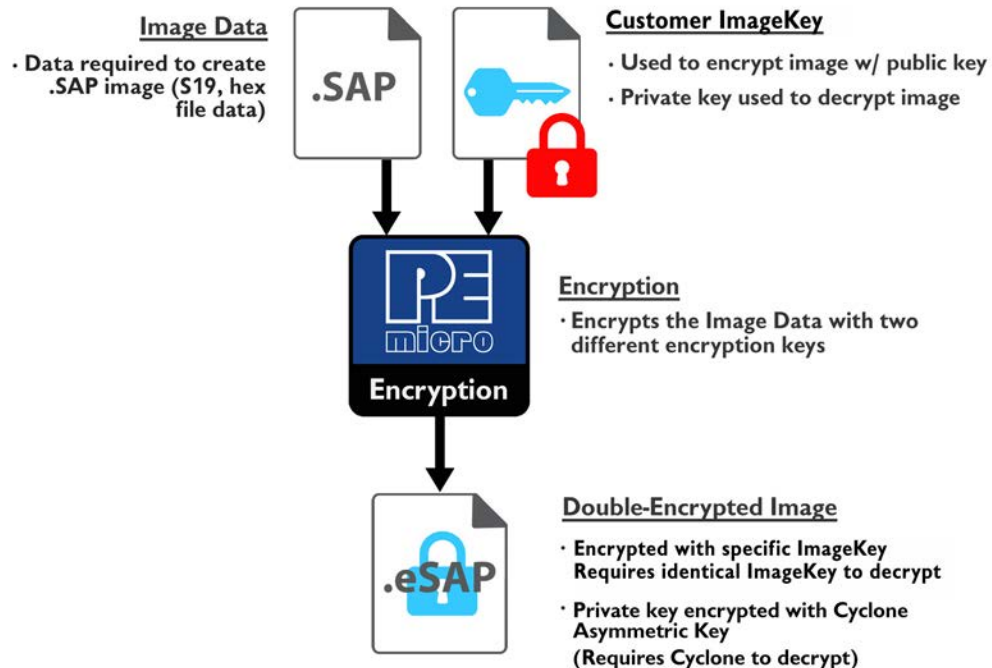 Image Data
· Data required to create
.SAP image (S19, hex
file data)
.SAP
Customer ImageKey
· Used to encrypt image w/ public key
· Private key used to decrypt image
PE
micro
Encryption
Encryption
· Encrypts the Image Data with two
different encryption keys
.eSAP
Double-Encrypted Image
· Encrypted with specific ImageKey
Requires identical ImageKey to decrypt
· Private key encrypted with Cyclone
Asymmetric Key
(Requires Cyclone to decrypt)